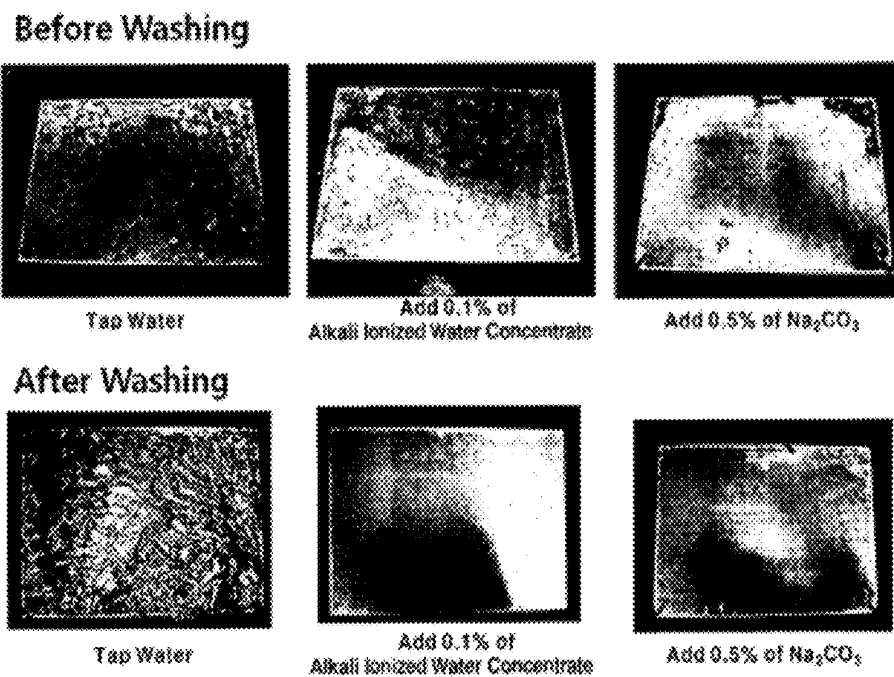 Before Washing
Tap Water
Add 0.1% of
Alkali Ionized Water Concentrate
Add 0.5% of Na₂CO₃
After Washing
Tap Water
Add 0.1% of
Alkali Ionized Water Concentrate
Add 0.5% of Na₂CO₃